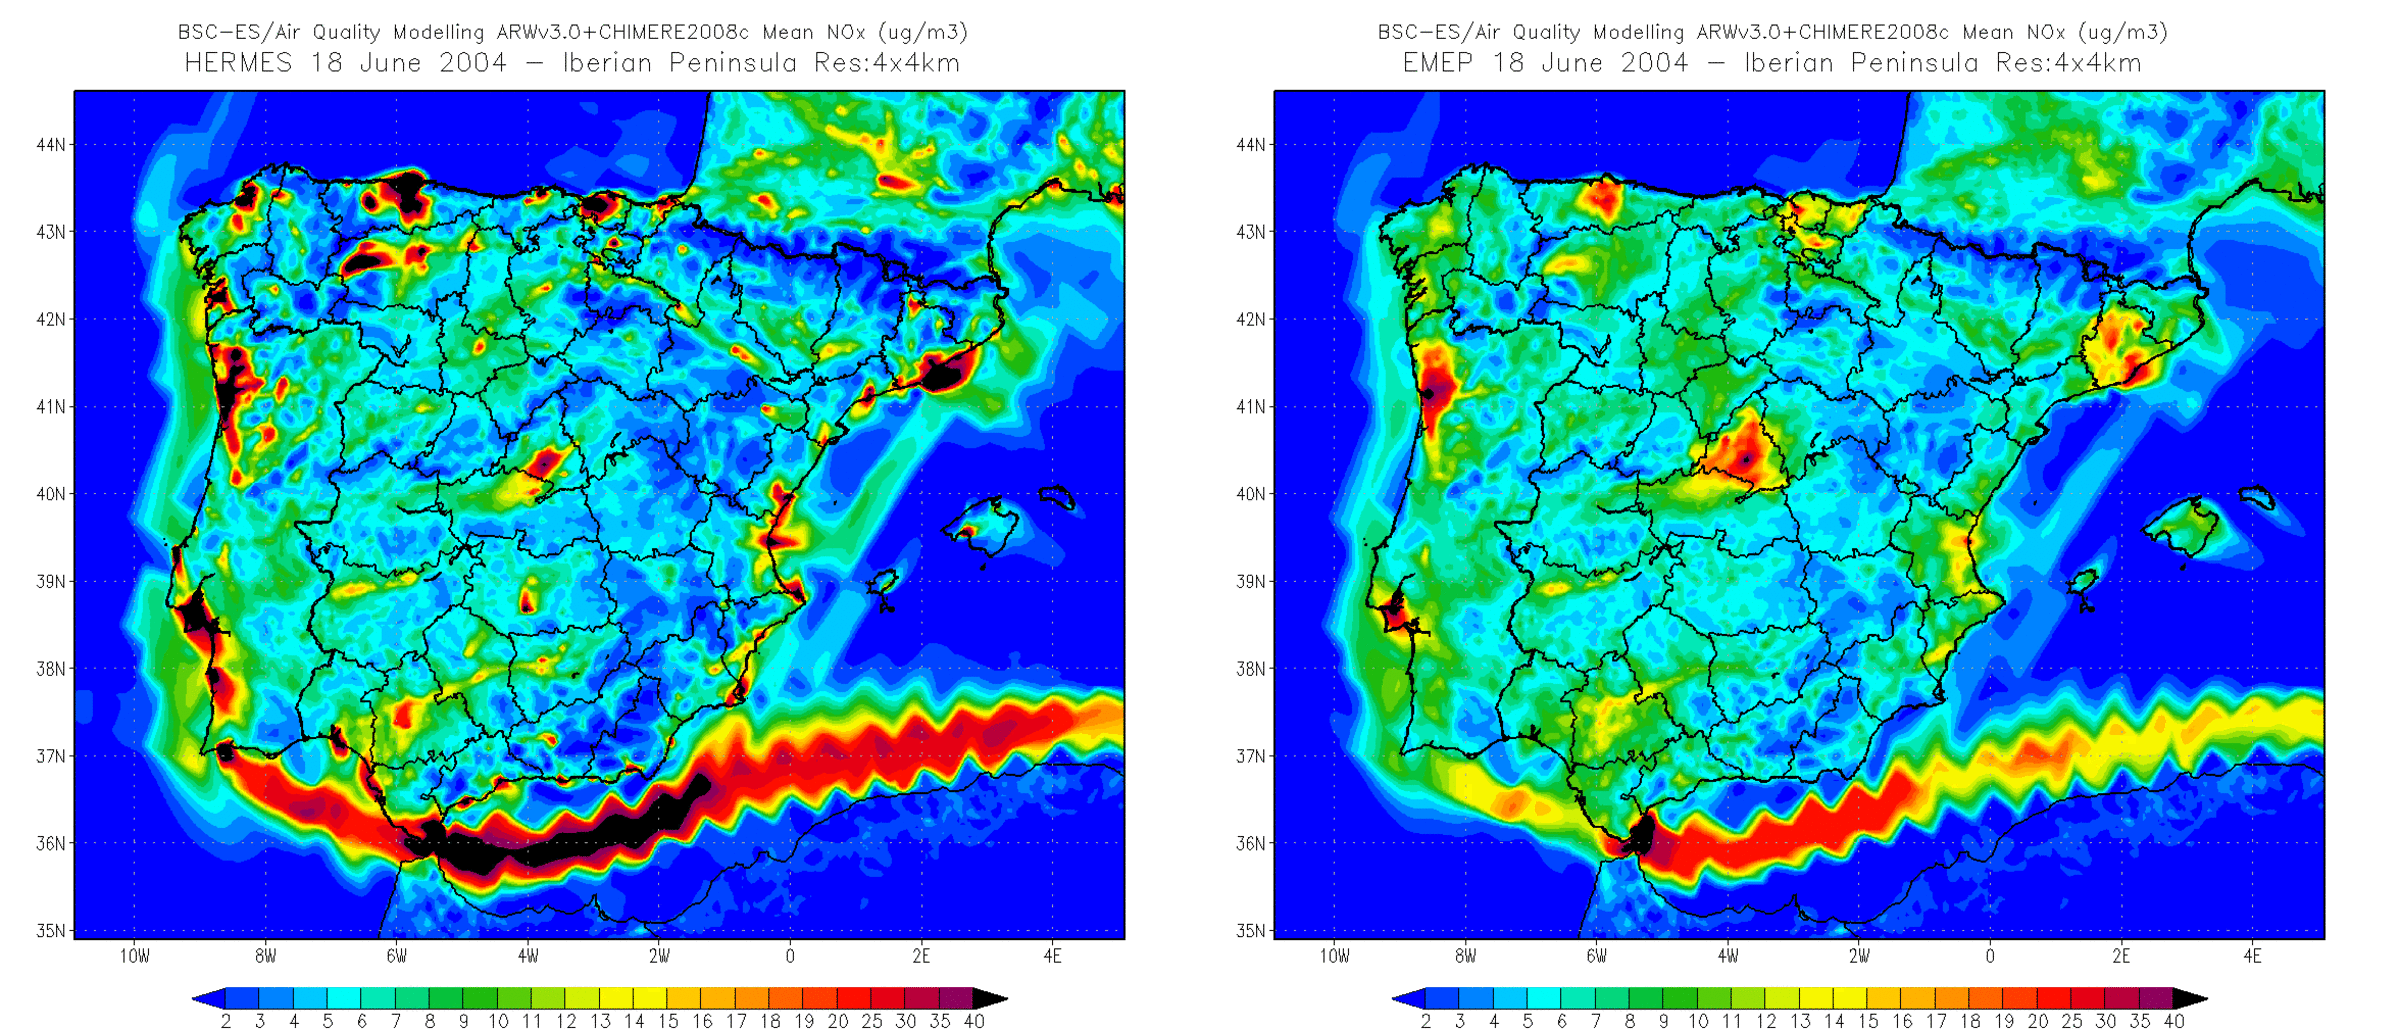 BSC-ES/Air Quality Modelling ARWv3.0+CHIMERE2008c Mean NOx (ug/m3)
HERMES 18 June 2004 - Iberian Peninsula Res:4x4km
44N
43N
42N
41N
40N
39N
38N
37N
36N
35N
10W 8W 6W 4W 2W 0 2E 4E
2 3 4 5 6 7 8 9 10 11 12 13 14 15 16 17 18 19 20 25 30 35 40
BSC-ES/Air Quality Modelling ARWv3.0+CHIMERE2008c Mean NOx (ug/m3)
EMEP 18 June 2004 - Iberian Peninsula Res:4x4km
44N
43N
42N
41N
40N
39N
38N
37N
36N
35N
10W 8W 6W 4W 2W 0 2E 4E
2 3 4 5 6 7 8 9 10 11 12 13 14 15 16 17 18 19 20 25 30 35 40